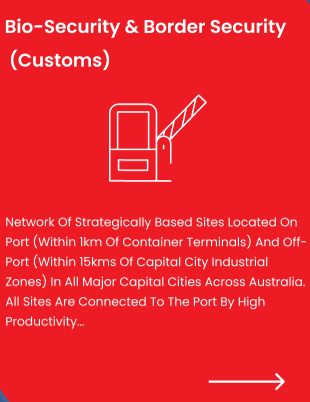 Bio-Security & Border Security
(Customs)
Network Of Strategically Based Sites Located On
Port (Within 1km Of Container Terminals) And Off-
Port (Within 15kms Of Capital City Industrial
Zones) In All Major Capital Cities Across Australia.
All Sites Are Connected To The Port By High
Productivity...